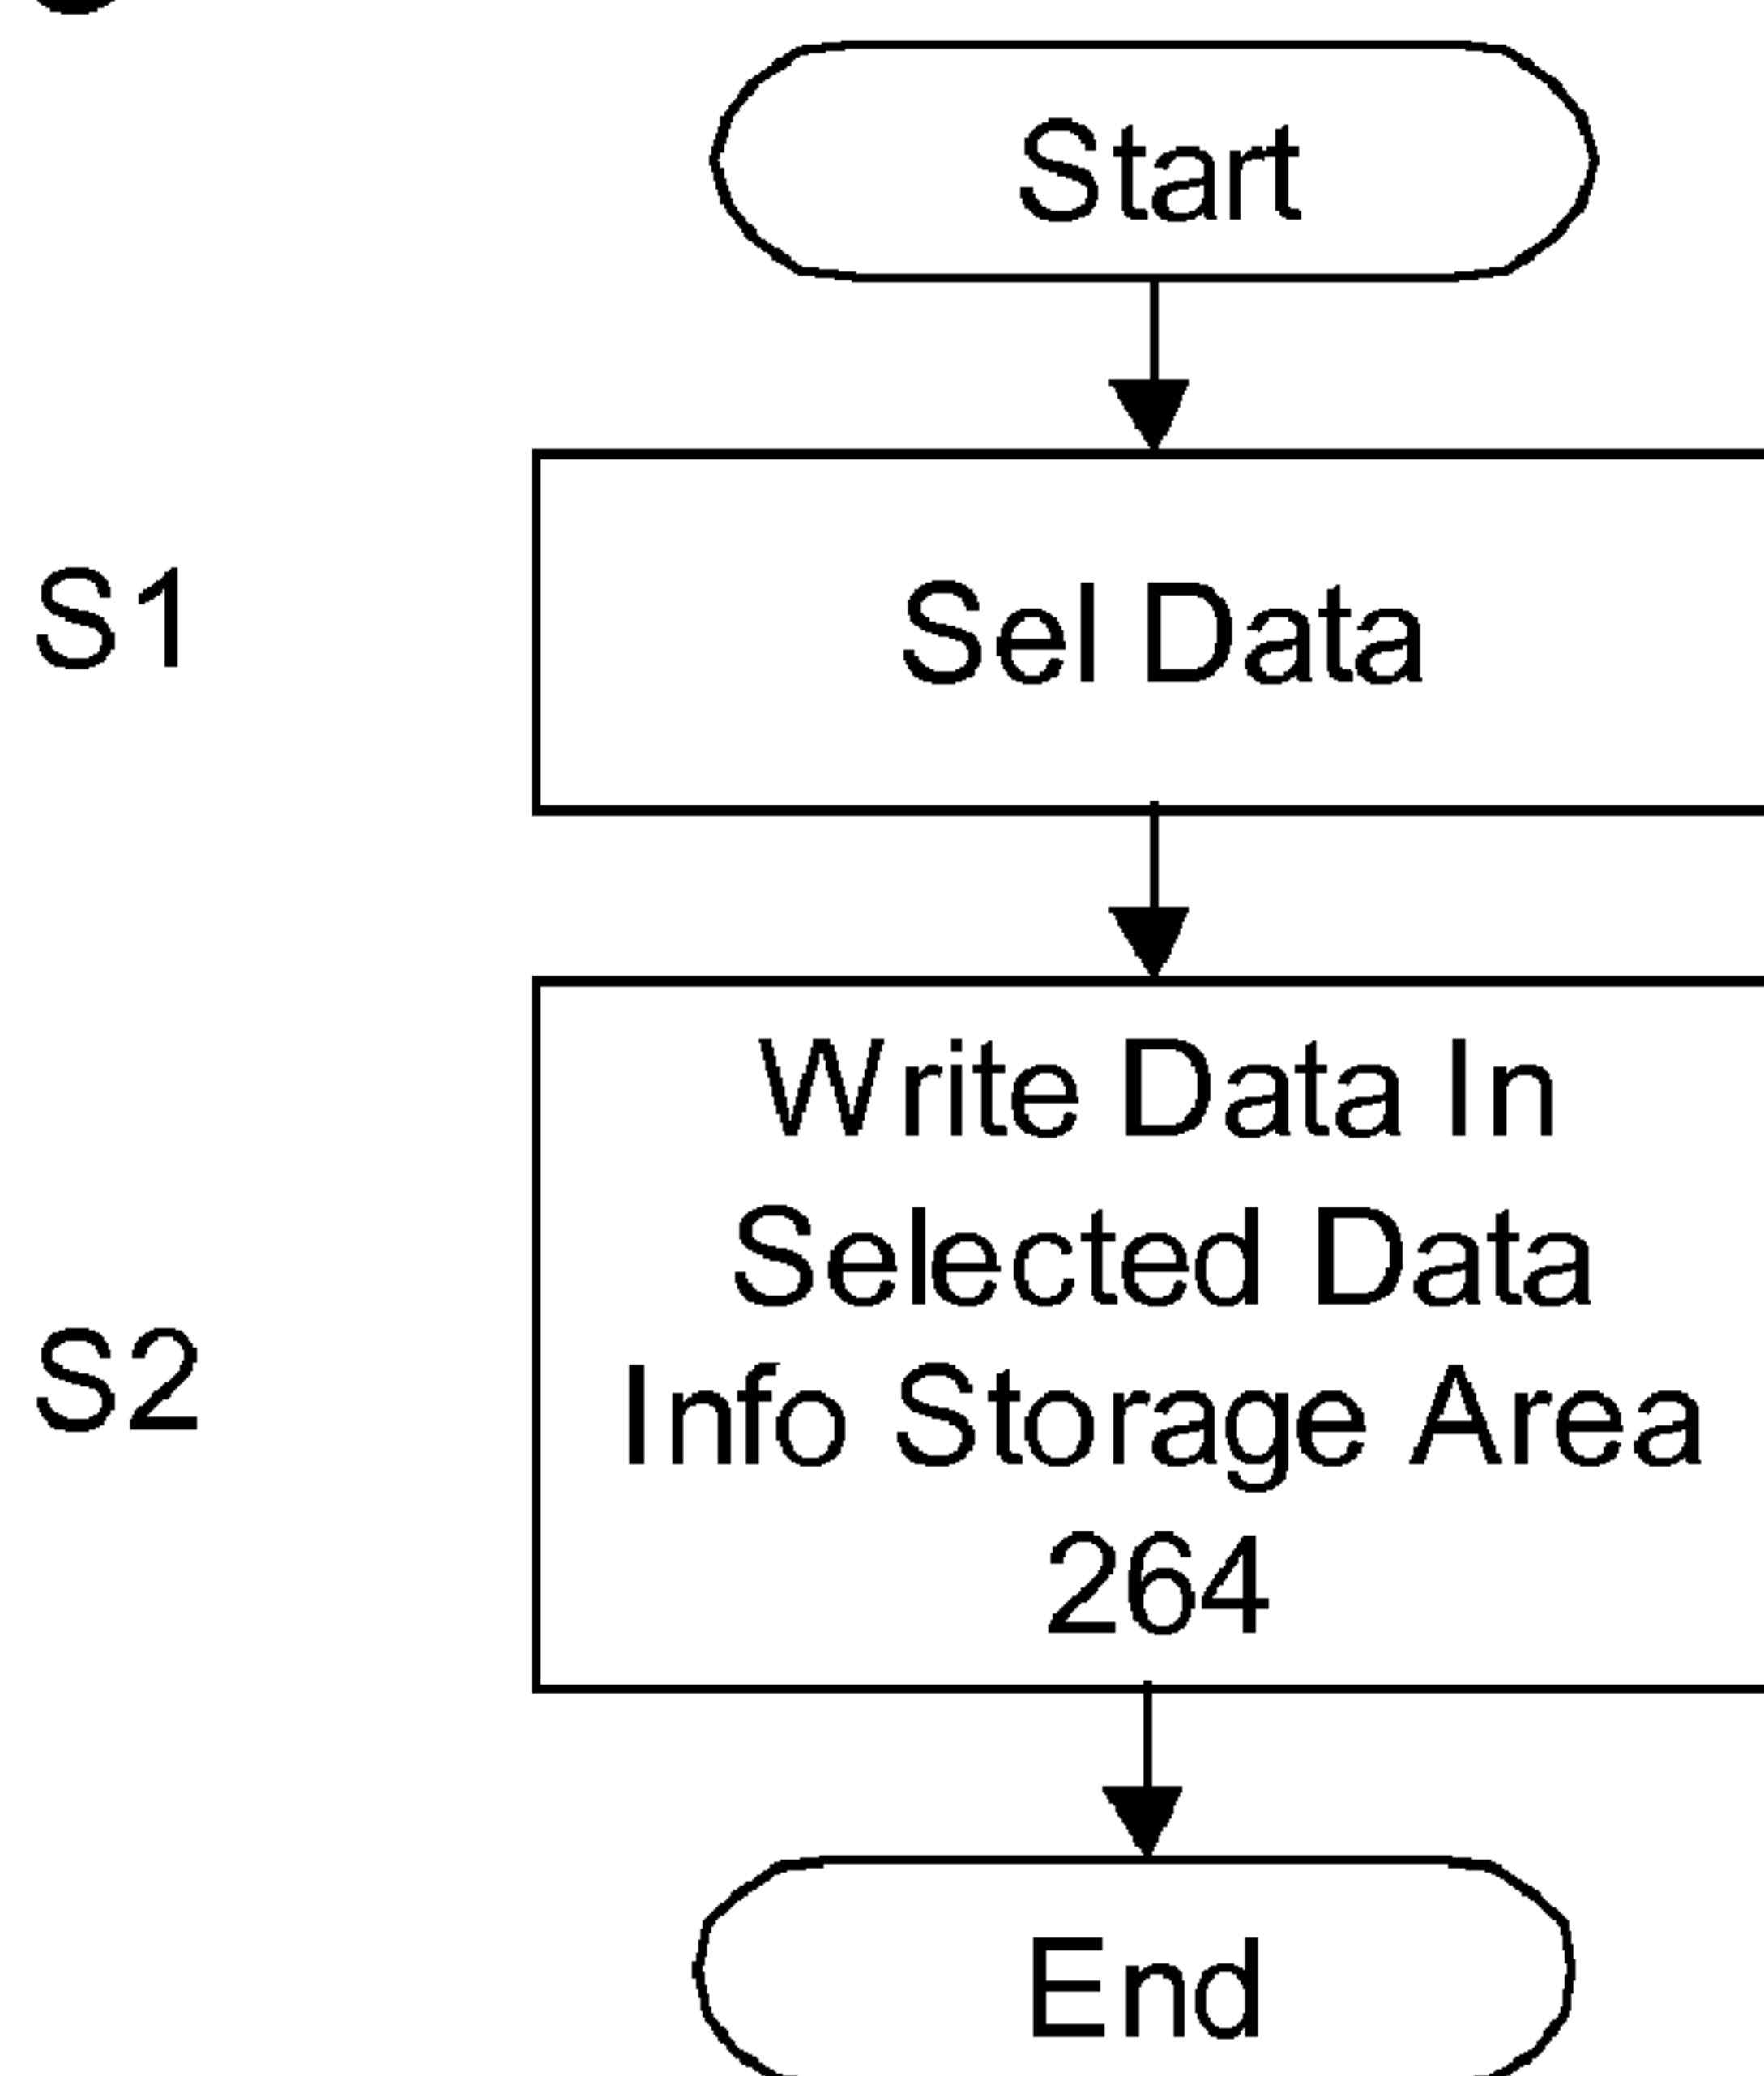 Start
S1
Sel Data
Write Data In
Selected Data
S2
Info Storage Area
264
End